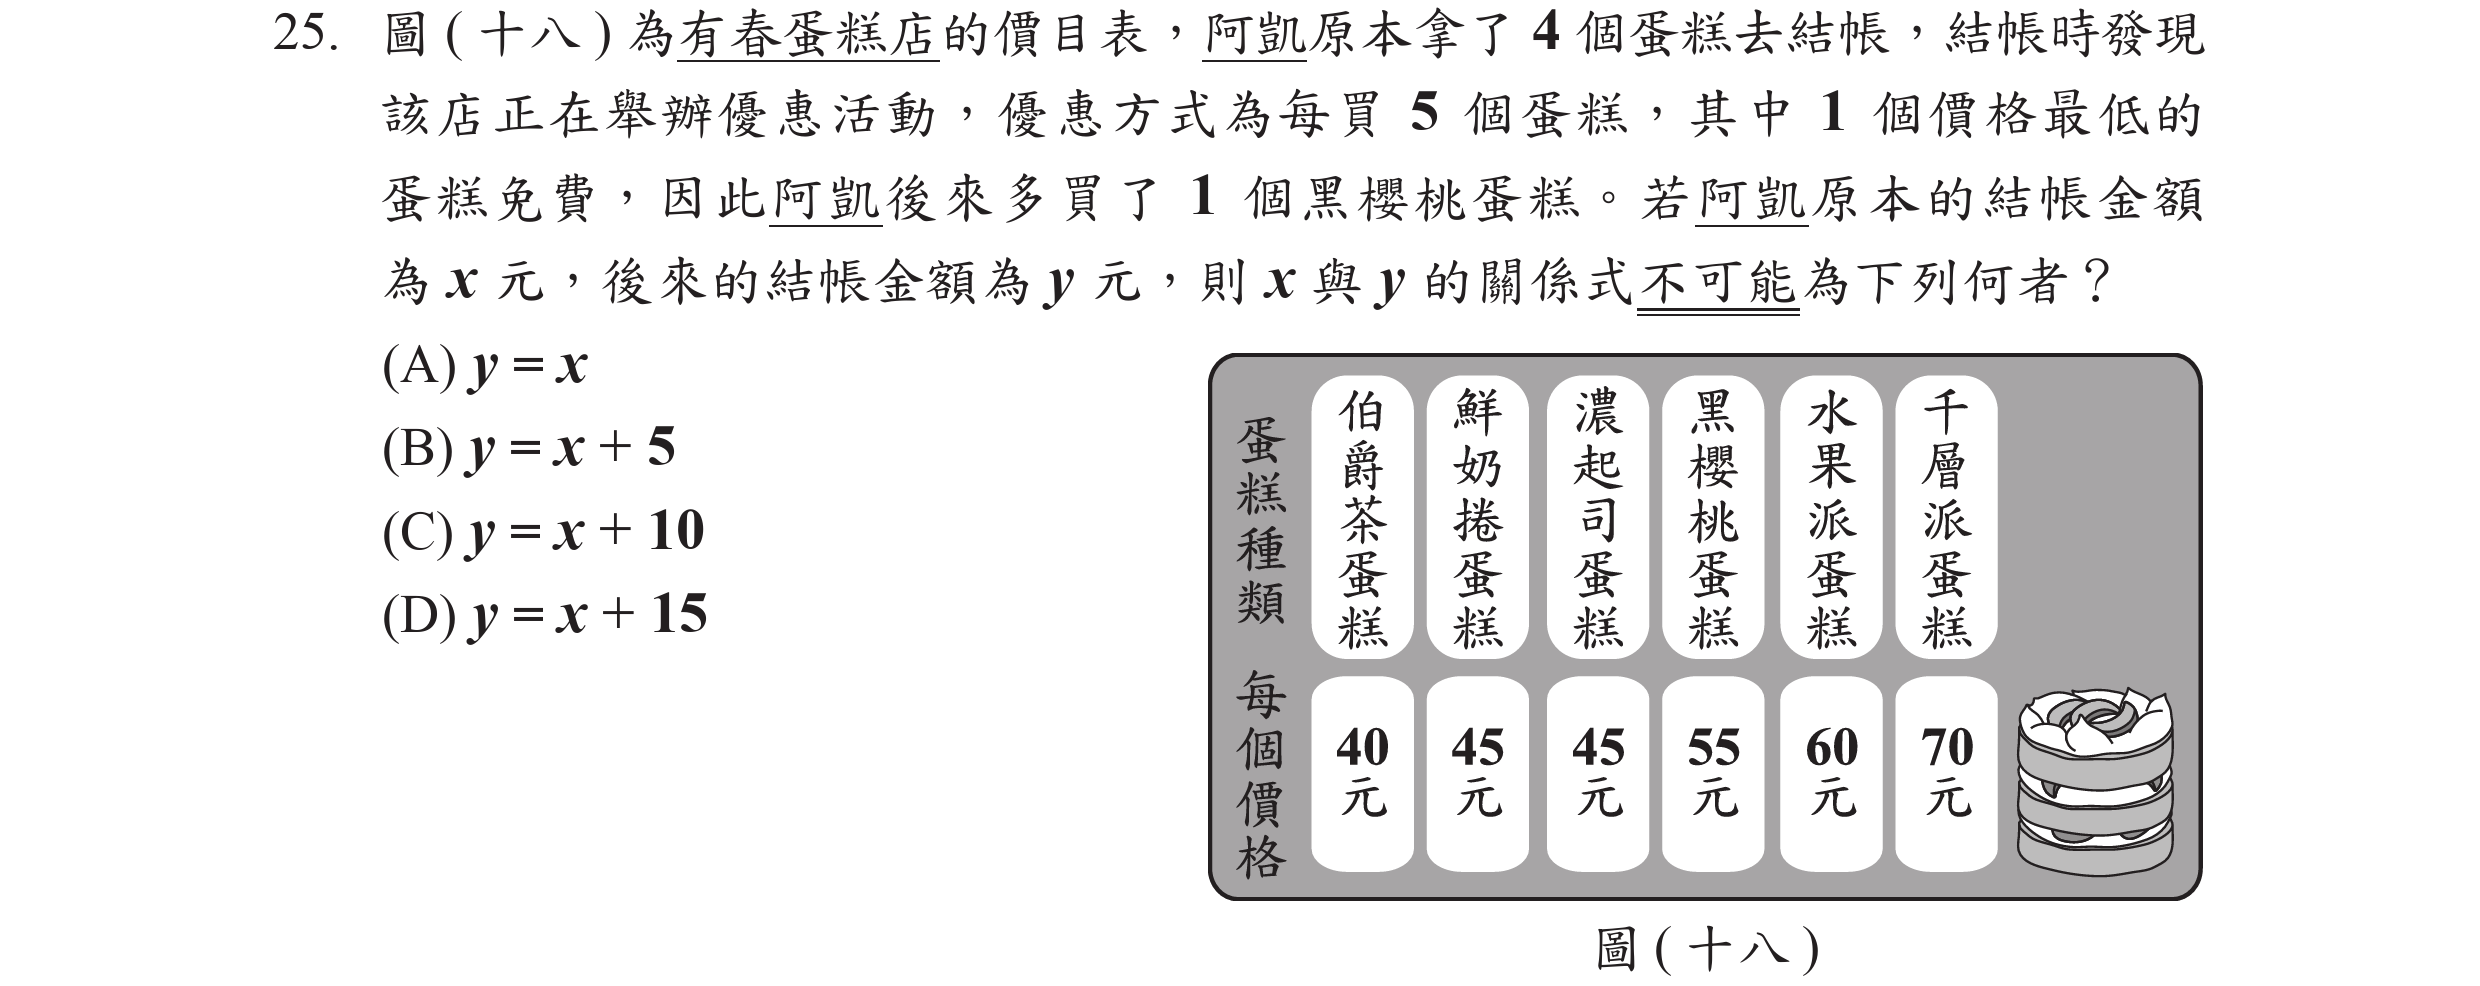 25. 圖(十八)為有春蛋糕店的價目表，阿凱原本拿了 4 個蛋糕去結帳，結帳時發現
該店正在舉辦優惠活動，優惠方式為每買 5 個蛋糕，其中 1 個價格最低的
蛋糕免費，因此阿凱後來多買了 1 個黑櫻桃蛋糕。若阿凱原本的結帳金額
為 x 元，後來的結帳金額為 y 元，則 x 與 y 的關係式不可能為下列何者？
(A) y = x
(B) y = x + 5
(C) y = x + 10
(D) y = x + 15
蛋糕種類
伯爵茶蛋糕
鮮奶捲蛋糕
濃起司蛋糕
黑櫻桃蛋糕
水果派蛋糕
千層派蛋糕
每個價格
40元
45元
45元
55元
60元
70元
圖(十八)